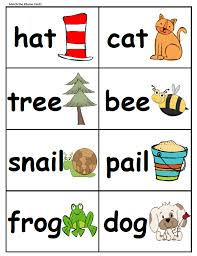 hat cat
tree bee
snail pail
frog dog